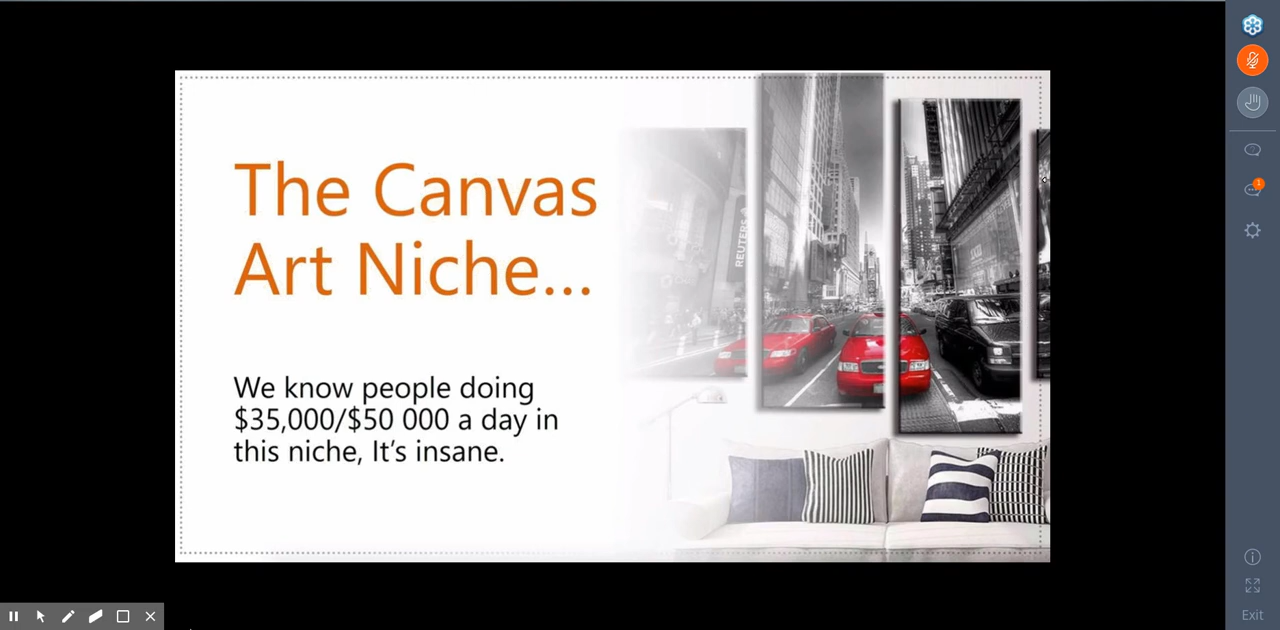 The Canvas
Art Niche...
We know people doing
$35,000/$50 000 a day in
this niche, It's insane.
REUTERS
1
Exit